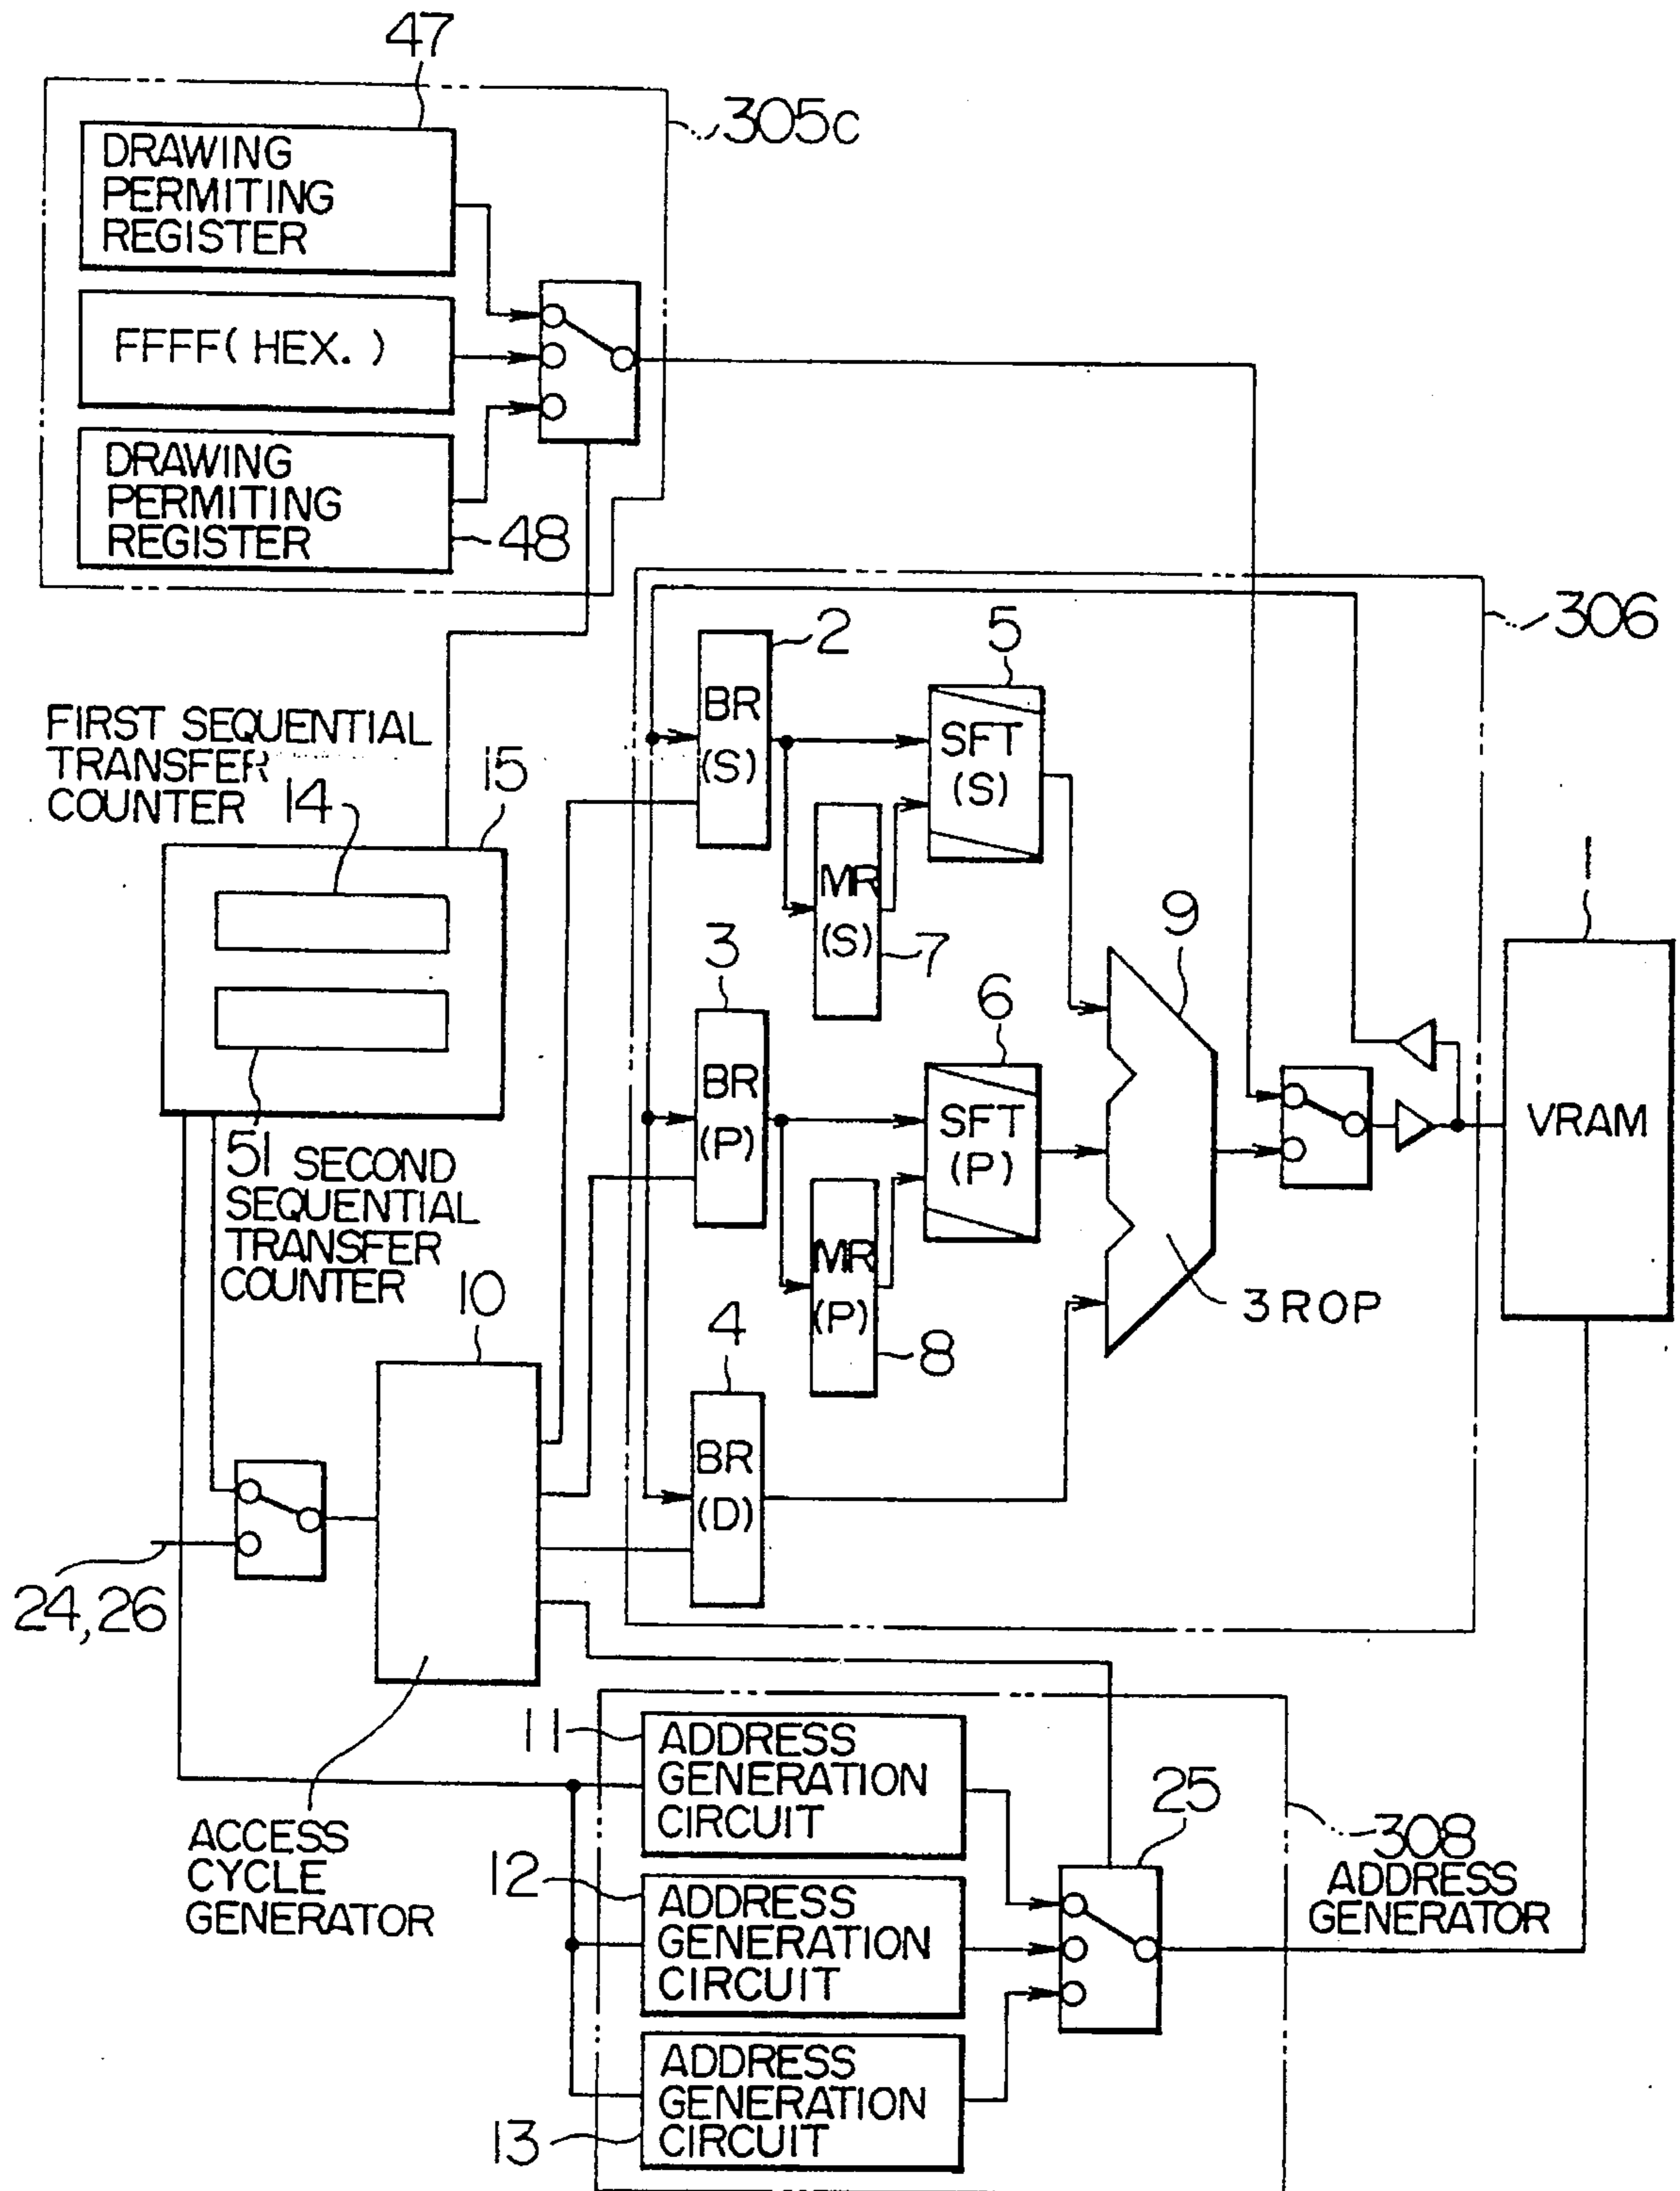 47
305c
DRAWING
PERMITING
REGISTER
FFFF( HEX. )
DRAWING
PERMITING
REGISTER
48
306
2
5
BR
(S)
SFT
(S)
FIRST SEQUENTIAL
TRANSFER
COUNTER
14
15
MR
(S)
7
1
3
9
6
BR
(P)
SFT
(P)
VRAM
51 SECOND
SEQUENTIAL
TRANSFER
COUNTER
MR
(P)
8
3 ROP
10
4
BR
(D)
24, 26
11
ADDRESS
GENERATION
CIRCUIT
25
ACCESS
CYCLE
GENERATOR
308
ADDRESS
GENERATOR
12
ADDRESS
GENERATION
CIRCUIT
13
ADDRESS
GENERATION
CIRCUIT